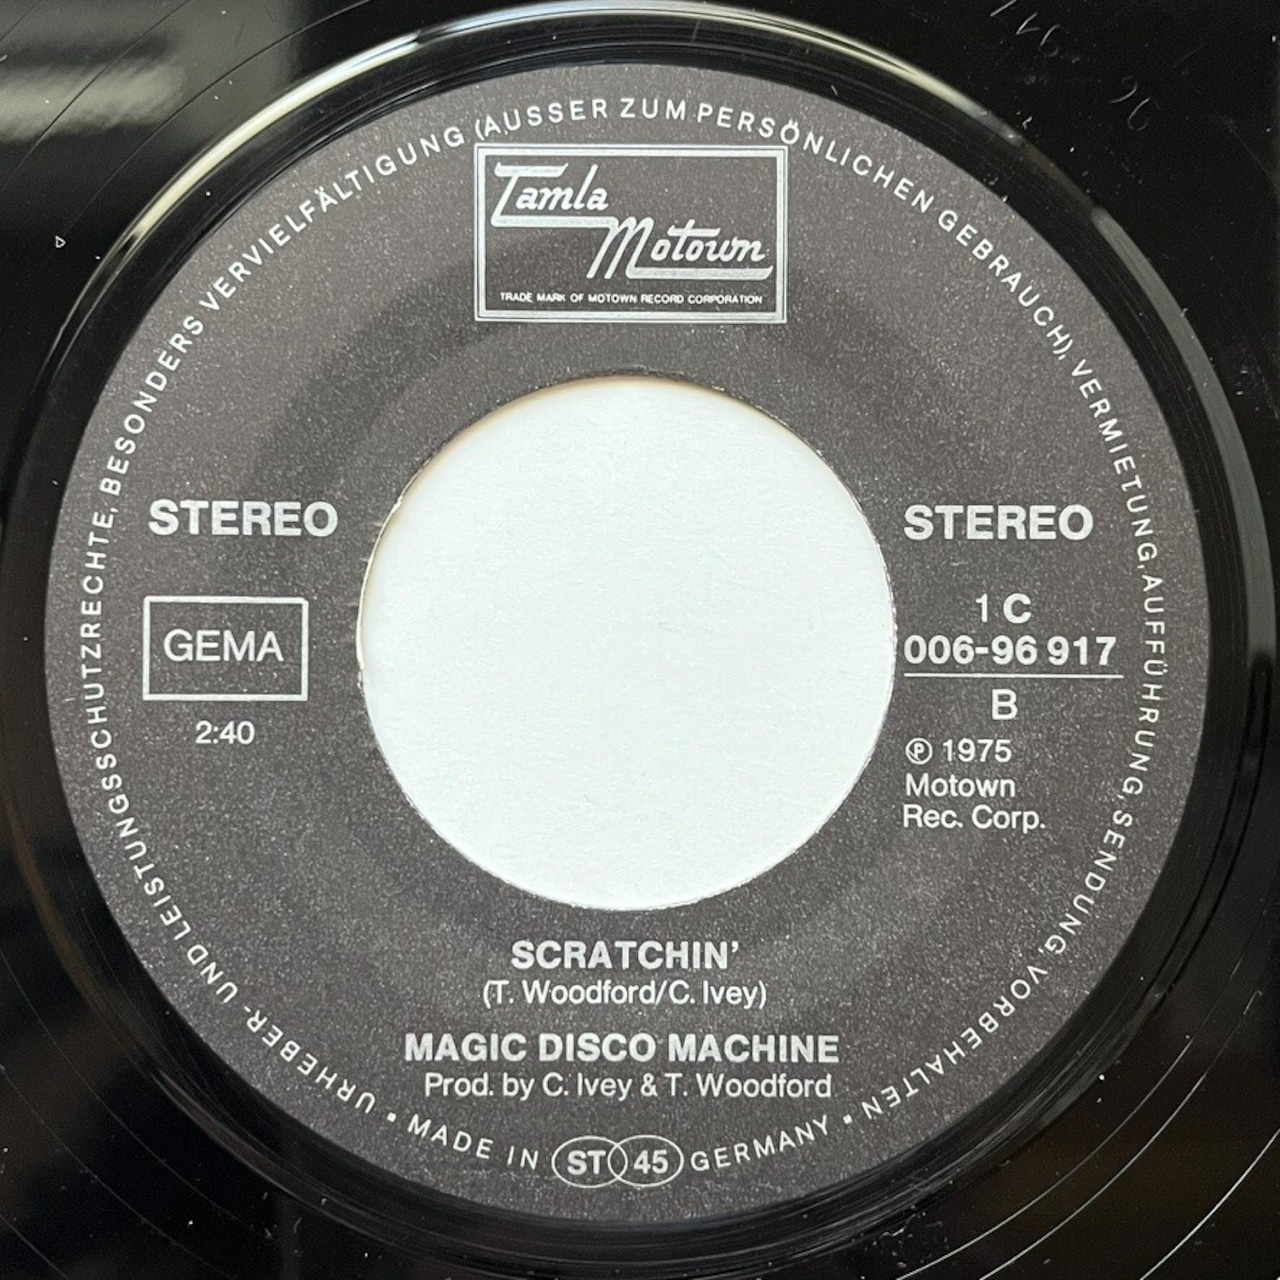 URHEBER- UND LEISTUNGSSCHUTZRECHTE, BESONDERS VERVIELFÄLTIGUNG (AUSSER ZUM PERSÖNLICHEN GEBRAUCH), VERMIETUNG, AUFFÜHRUNG, SENDUNG, VORBEHALTEN
Tamla
Motown
TRADE MARK OF MOTOWN RECORD CORPORATION
STEREO
GEMA
2:40
STEREO
1 C
006-96 917
B
℗ 1975
Motown
Rec. Corp.
SCRATCHIN'
(T. Woodford/C. Ivey)
MAGIC DISCO MACHINE
Prod. by C. Ivey & T. Woodford
▪ MADE IN ST 45 GERMANY ▪